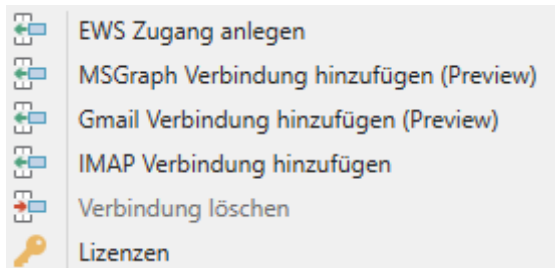 EWS Zugang anlegen
MSGraph Verbindung hinzufügen (Preview)
Gmail Verbindung hinzufügen (Preview)
IMAP Verbindung hinzufügen
Verbindung löschen
Lizenzen